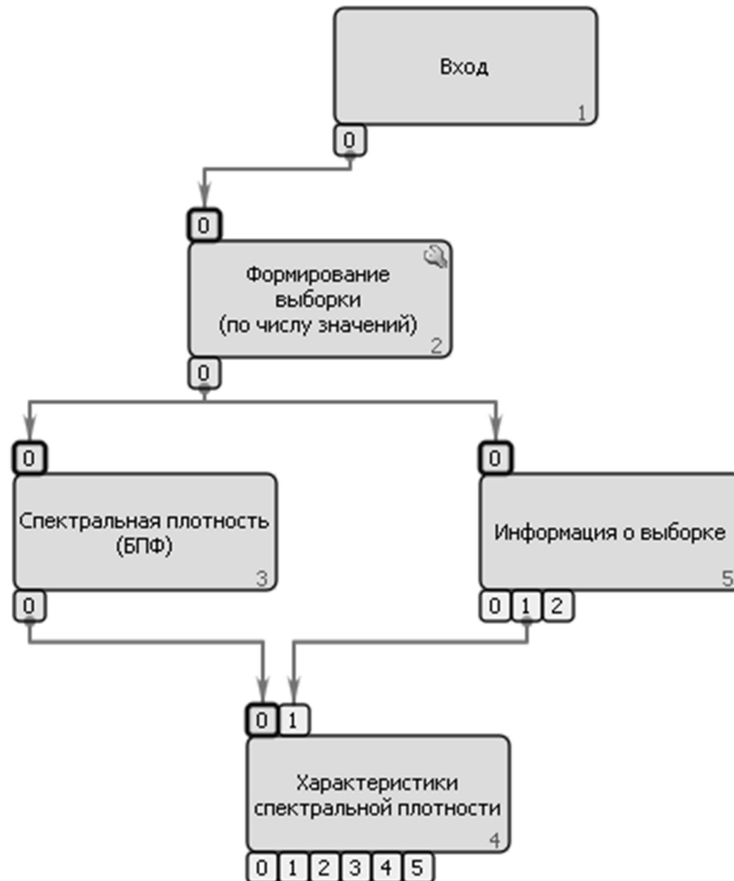 Вход
1
0
0
Формирование
выборки
(по числу значений)
2
0
0
0
Спектральная плотность
(БПФ)
3
Информация о выборке
5
0
0 1 2
0 1
Характеристики
спектральной плотности
4
0 1 2 3 4 5